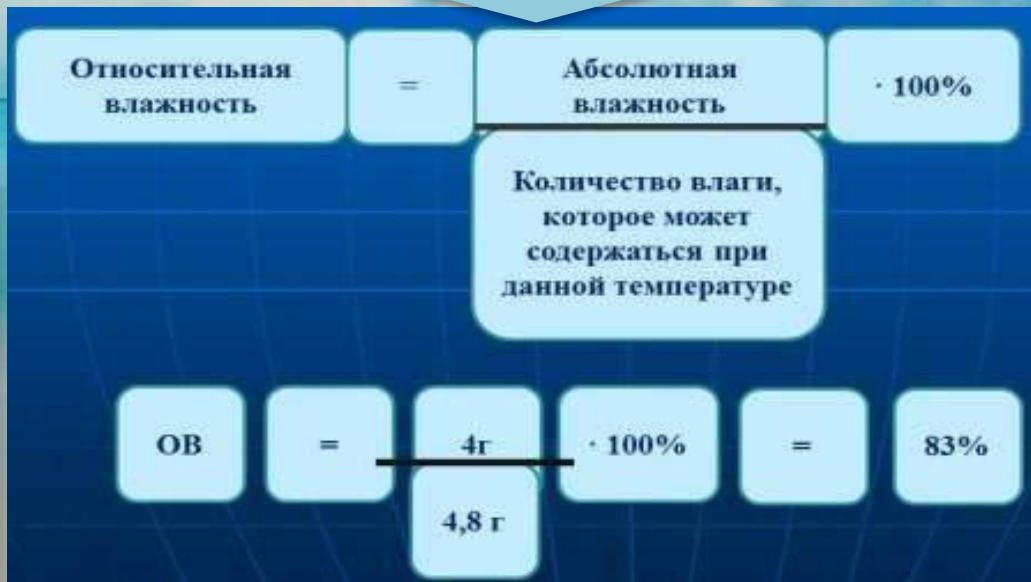 Относительная
влажность
=
Абсолютная
влажность
· 100%
Количество влаги,
которое может
содержаться при
данной температуре
ОВ
=
4г
· 100%
=
83%
4,8 г